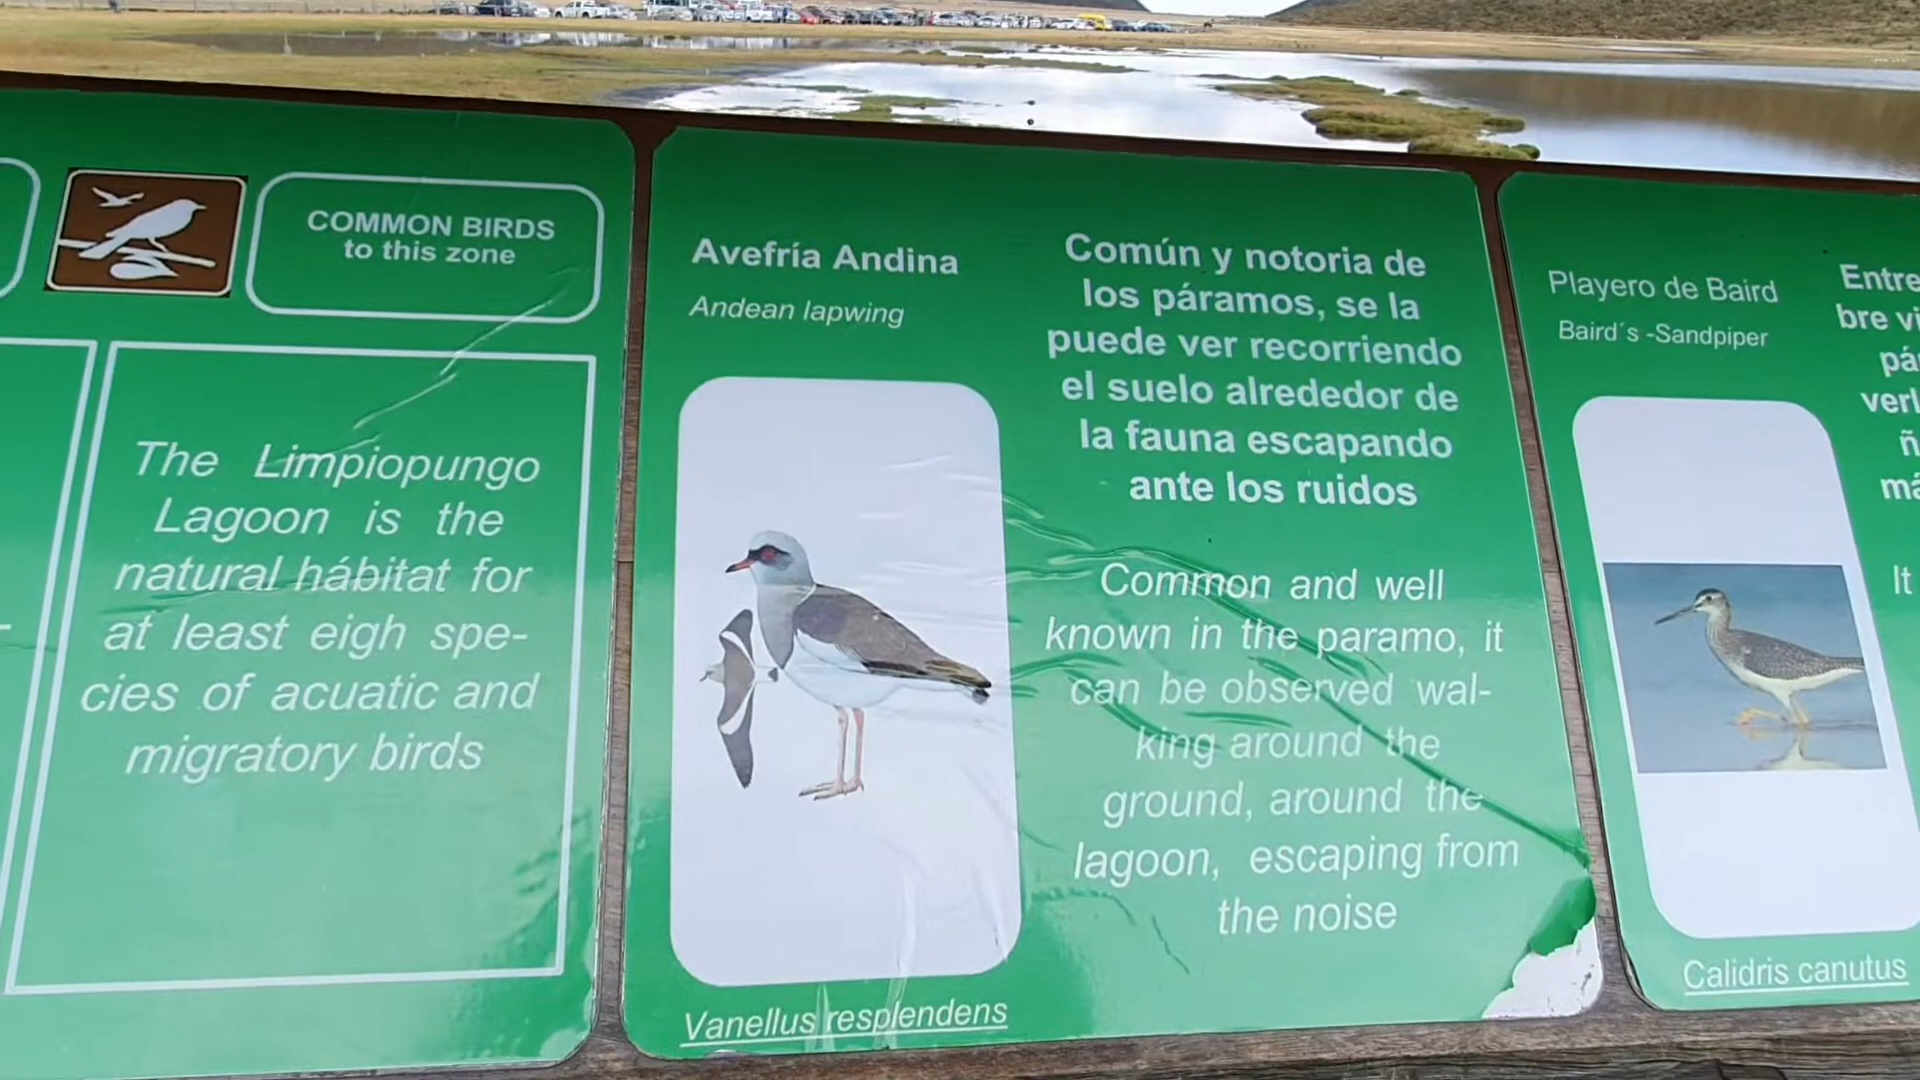 COMMON BIRDS
to this zone
The Limpiopungo
Lagoon is the
natural hábitat for
at least eigh spe-
cies of acuatic and
migratory birds
Avefría Andina
Andean lapwing
Vanellus resplendens
Común y notoria de
los páramos, se la
puede ver recorriendo
el suelo alrededor de
la fauna escapando
ante los ruidos
Common and well
known in the paramo, it
can be observed wal-
king around the
ground, around the
lagoon, escaping from
the noise
Playero de Baird
Baird´s -Sandpiper
Calidris canutus
Entre
bre vi
It